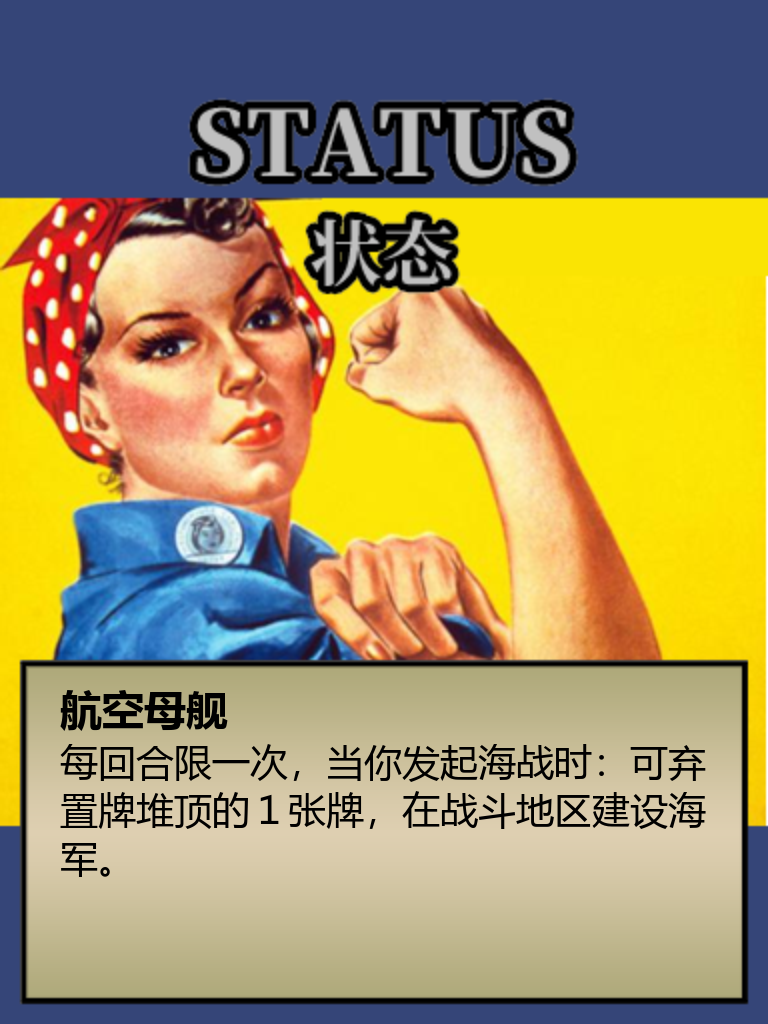 STATUS
状态
航空母舰
每回合限一次，当你发起海战时：可弃
置牌堆顶的1张牌，在战斗地区建设海
军。